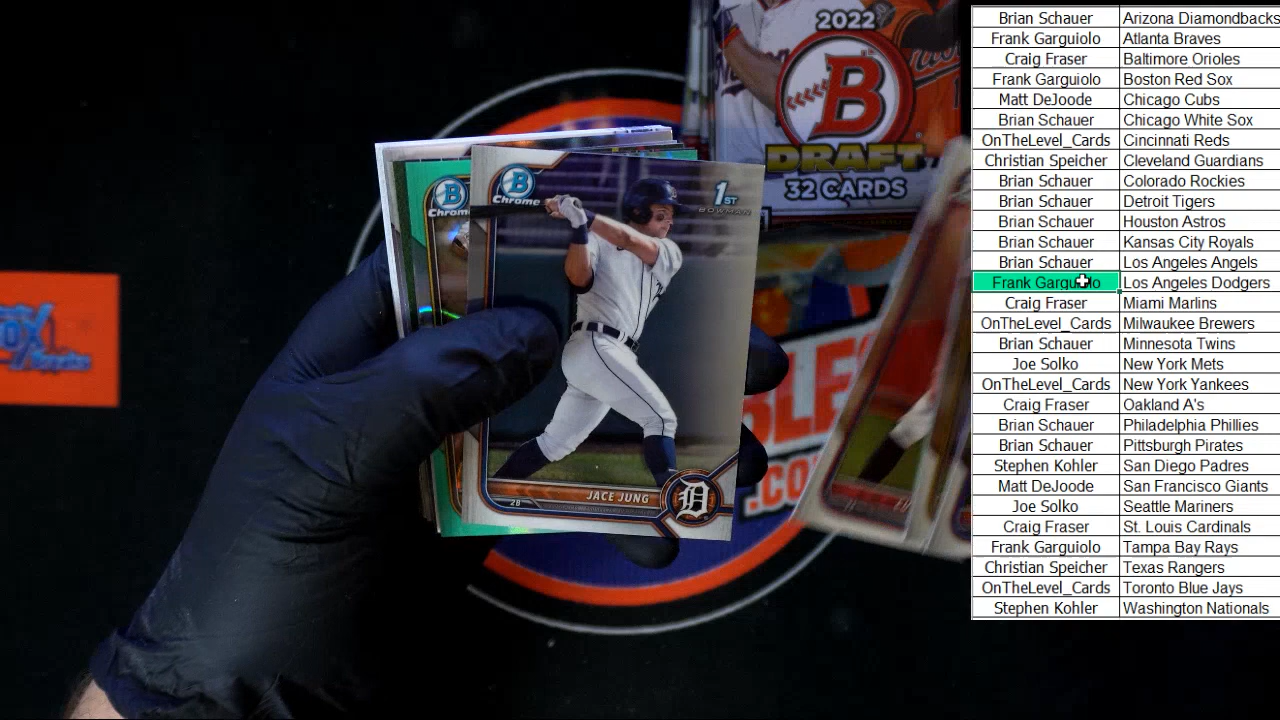 2022
B
DRAFT
32 CARDS
B
Chrome
B
Chrome
1ST
BOWMAN
JACE JUNG
2B
D
OX
BLE
.CO
Brian Schauer Arizona Diamondbacks
Frank Garguiolo Atlanta Braves
Craig Fraser Baltimore Orioles
Frank Garguiolo Boston Red Sox
Matt DeJoode Chicago Cubs
Brian Schauer Chicago White Sox
OnTheLevel_Cards Cincinnati Reds
Christian Speicher Cleveland Guardians
Brian Schauer Colorado Rockies
Brian Schauer Detroit Tigers
Brian Schauer Houston Astros
Brian Schauer Kansas City Royals
Brian Schauer Los Angeles Angels
Frank Garguiolo Los Angeles Dodgers
Craig Fraser Miami Marlins
OnTheLevel_Cards Milwaukee Brewers
Brian Schauer Minnesota Twins
Joe Solko New York Mets
OnTheLevel_Cards New York Yankees
Craig Fraser Oakland A's
Brian Schauer Philadelphia Phillies
Brian Schauer Pittsburgh Pirates
Stephen Kohler San Diego Padres
Matt DeJoode San Francisco Giants
Joe Solko Seattle Mariners
Craig Fraser St. Louis Cardinals
Frank Garguiolo Tampa Bay Rays
Christian Speicher Texas Rangers
OnTheLevel_Cards Toronto Blue Jays
Stephen Kohler Washington Nationals